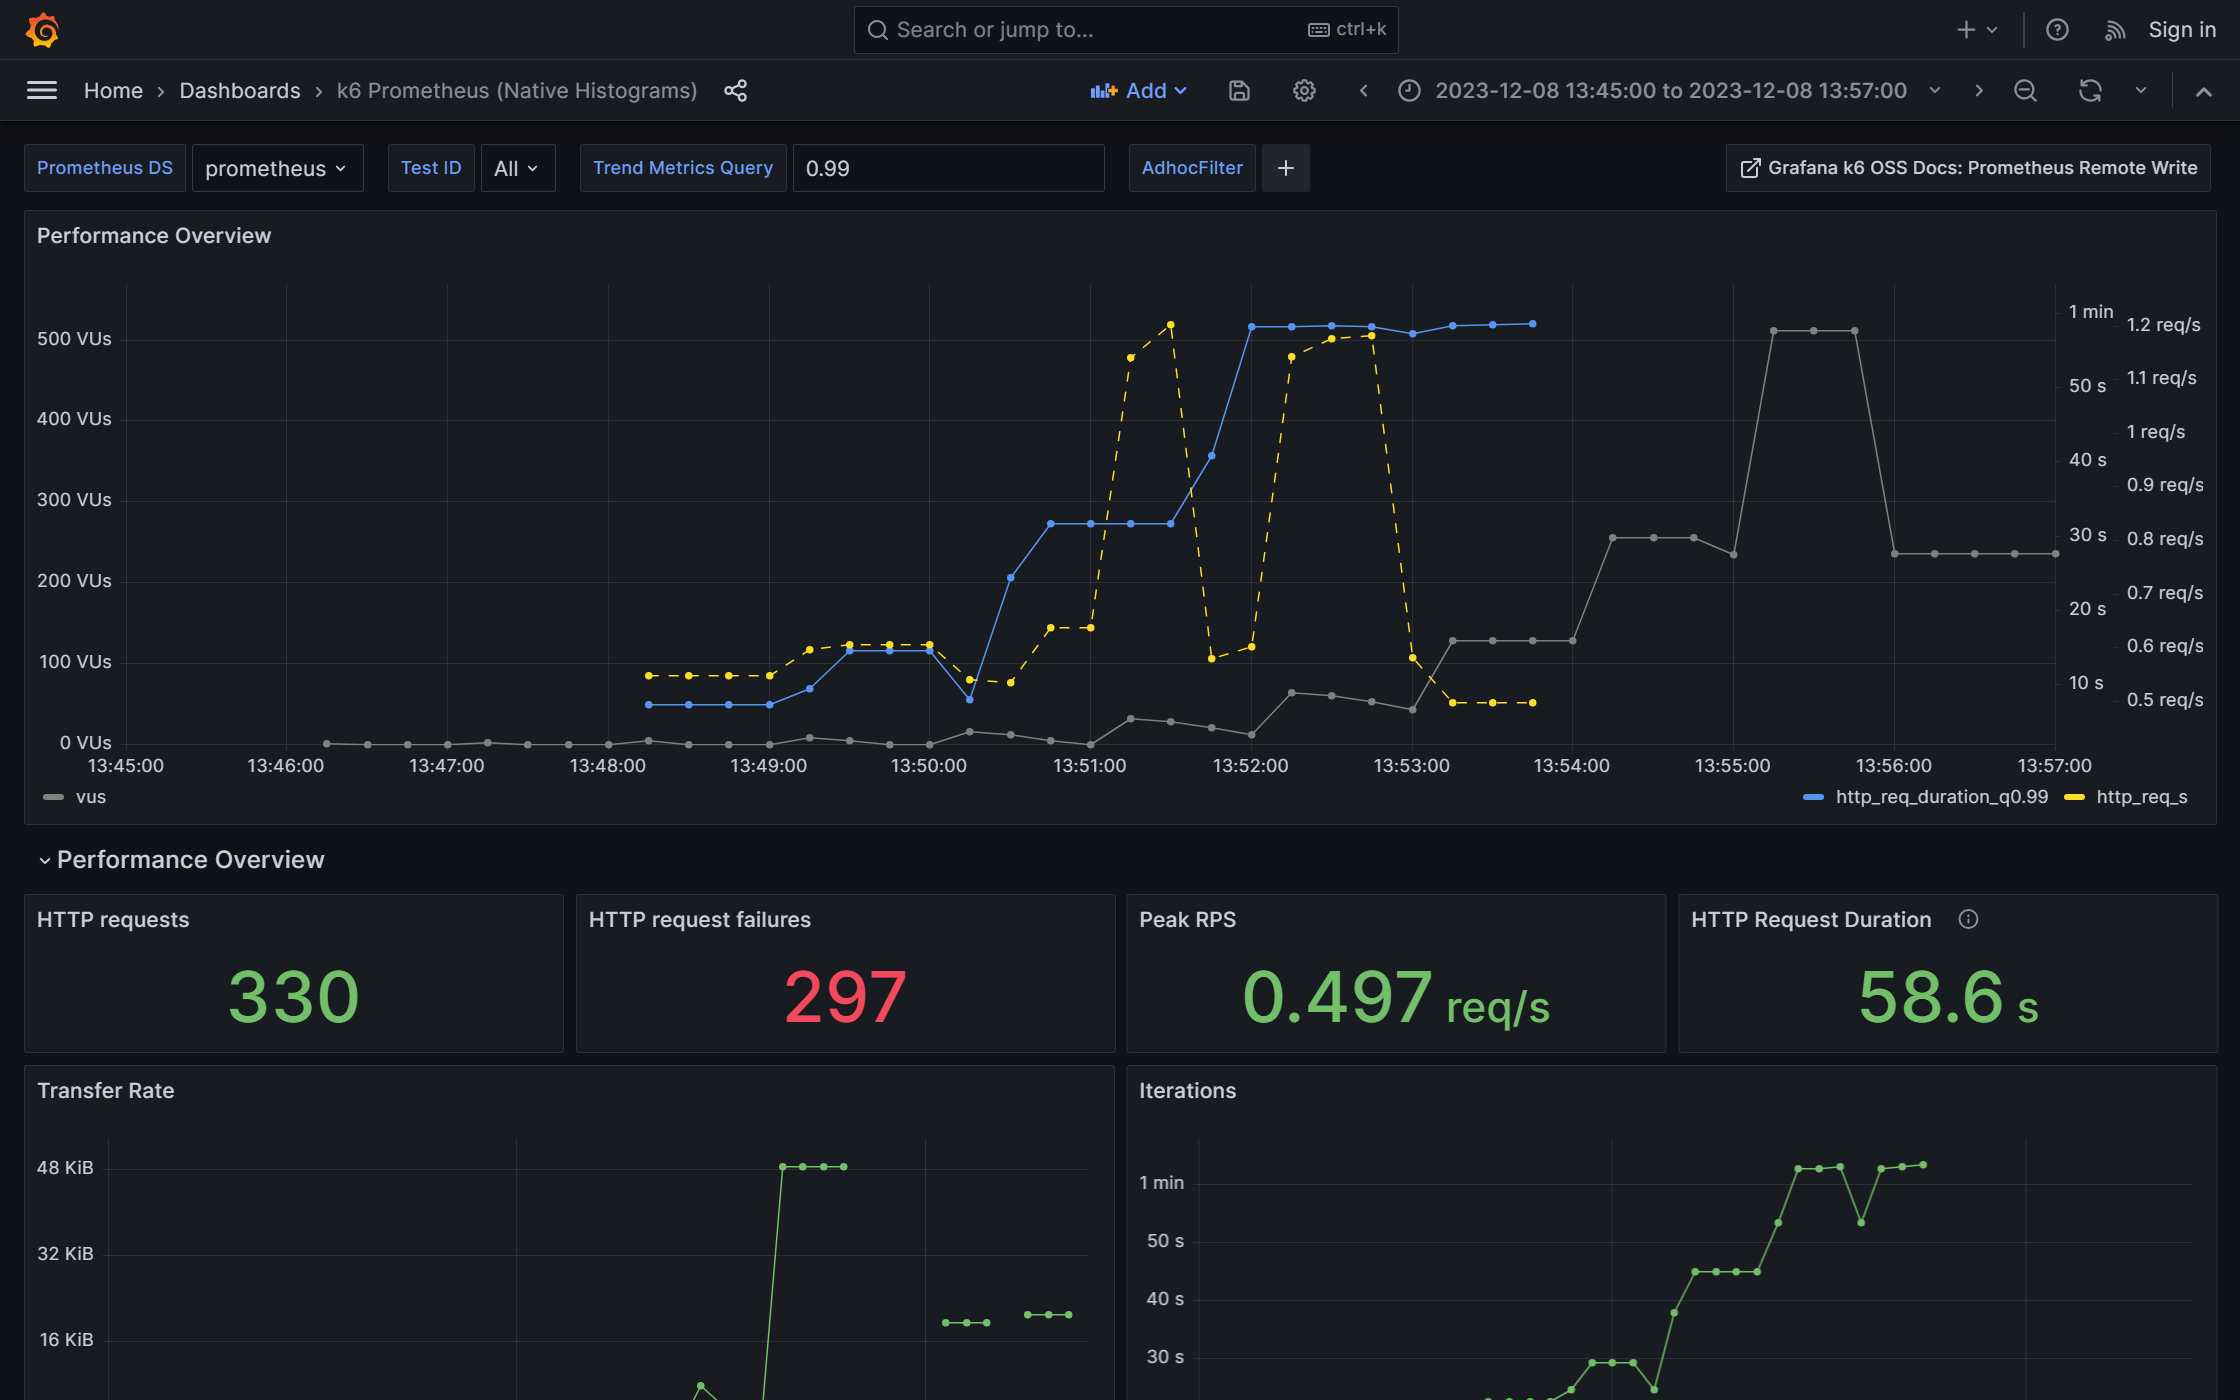 Search or jump to... ctrl+k
Sign in
Home › Dashboards › k6 Prometheus (Native Histograms)
Add
2023-12-08 13:45:00 to 2023-12-08 13:57:00
Prometheus DS prometheus Test ID All Trend Metrics Query 0.99 AdhocFilter + Grafana k6 OSS Docs: Prometheus Remote Write
Performance Overview
500 VUs
400 VUs
300 VUs
200 VUs
100 VUs
0 VUs
1 min
50 s
40 s
30 s
20 s
10 s
1.2 req/s
1.1 req/s
1 req/s
0.9 req/s
0.8 req/s
0.7 req/s
0.6 req/s
0.5 req/s
13:45:00 13:46:00 13:47:00 13:48:00 13:49:00 13:50:00 13:51:00 13:52:00 13:53:00 13:54:00 13:55:00 13:56:00 13:57:00
vus http_req_duration_q0.99 http_req_s
Performance Overview
HTTP requests
330
HTTP request failures
297
Peak RPS
0.497 req/s
HTTP Request Duration
58.6 s
Transfer Rate
48 KiB
32 KiB
16 KiB
Iterations
1 min
50 s
40 s
30 s